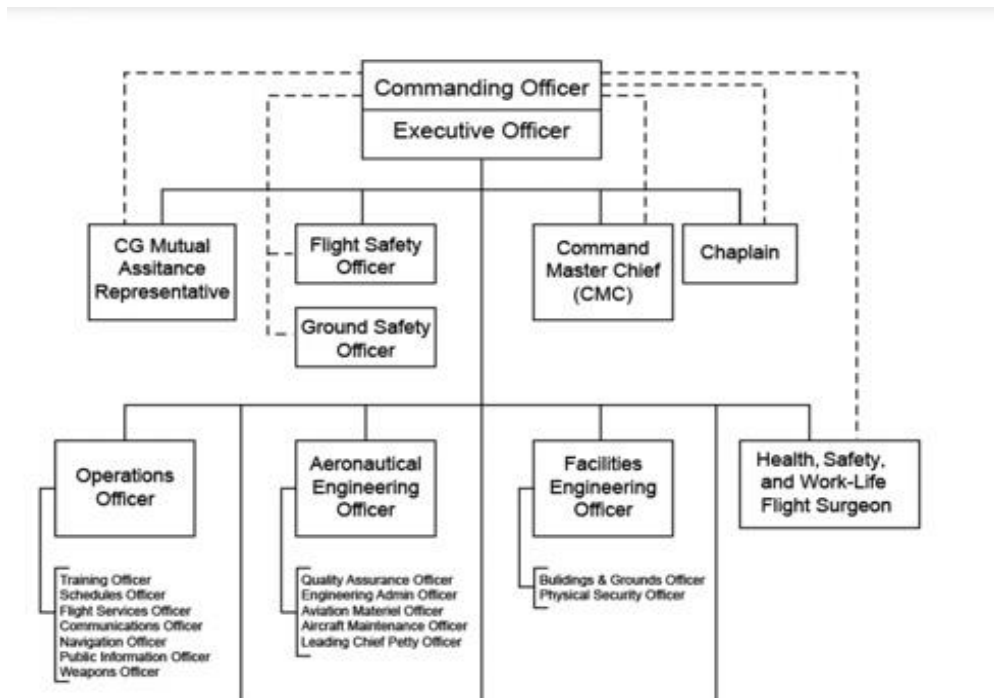 Commanding Officer
Executive Officer
CG Mutual
Assitance
Representative
Flight Safety
Officer
Ground Safety
Officer
Command
Master Chief
(CMC)
Chaplain
Operations
Officer
Aeronautical
Engineering
Officer
Facilities
Engineering
Officer
Health, Safety,
and Work-Life
Flight Surgeon
Training Officer
Schedules Officer
Flight Services Officer
Communications Officer
Navigation Officer
Public Information Officer
Weapons Officer
Quality Assurance Officer
Engineering Admin Officer
Aviation Materiel Officer
Aircraft Maintenance Officer
Leading Chief Petty Officer
Bulidings & Grounds Officer
Physical Security Officer